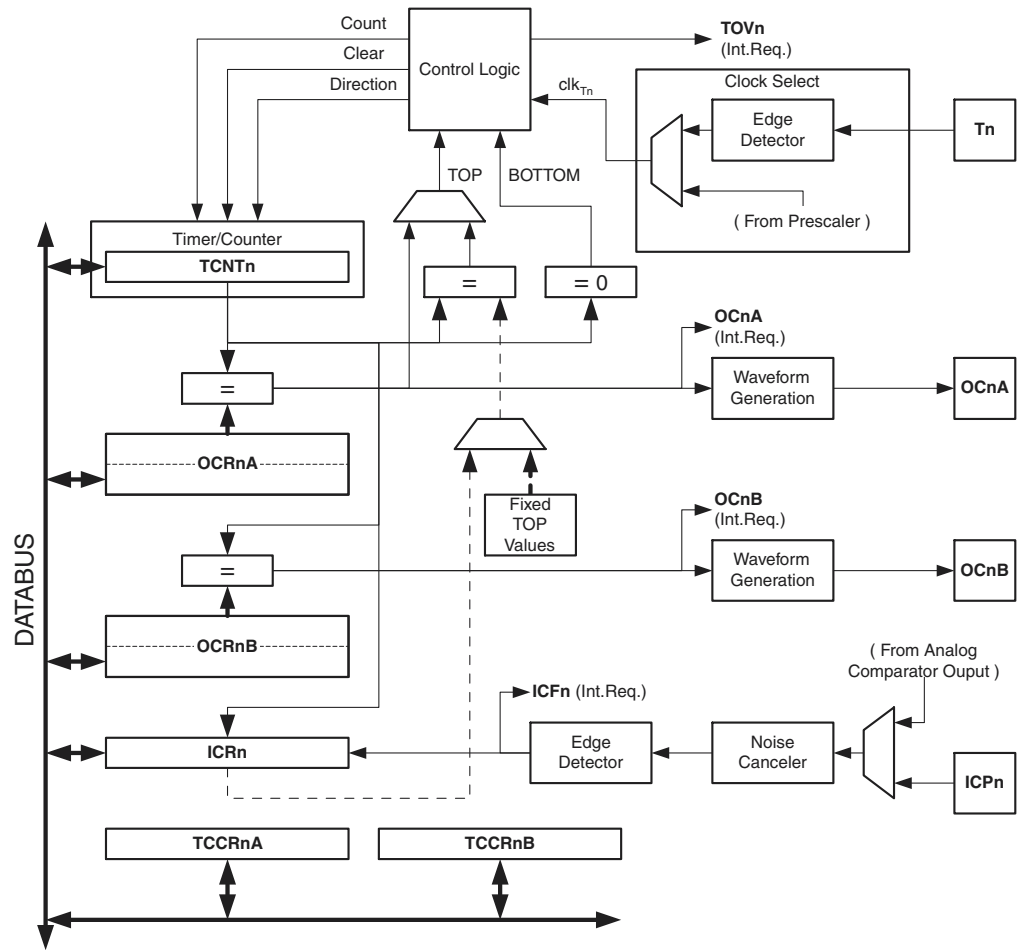 Count
Clear
Direction
Control Logic
TOVn
(Int.Req.)
clkTn
Clock Select
Edge
Detector
Tn
( From Prescaler )
TOP
BOTTOM
Timer/Counter
TCNTn
=
= 0
OCnA
(Int.Req.)
=
Waveform
Generation
OCnA
OCRnA
Fixed
TOP
Values
OCnB
(Int.Req.)
=
Waveform
Generation
OCnB
DATABUS
OCRnB
( From Analog
Comparator Ouput )
ICFn (Int.Req.)
ICRn
Edge
Detector
Noise
Canceler
ICPn
TCCRnA
TCCRnB